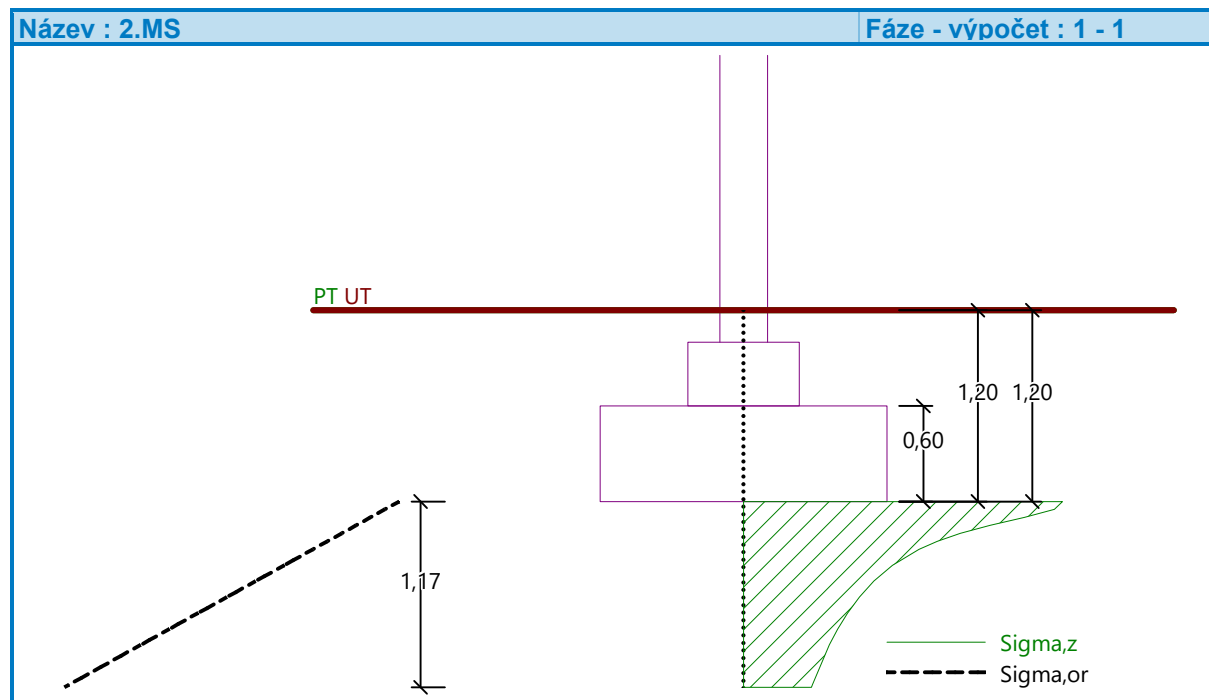 Název : 2.MS
Fáze - výpočet : 1 - 1
PT UT
1,20 1,20
0,60
1,17
Sigma,z
Sigma,or